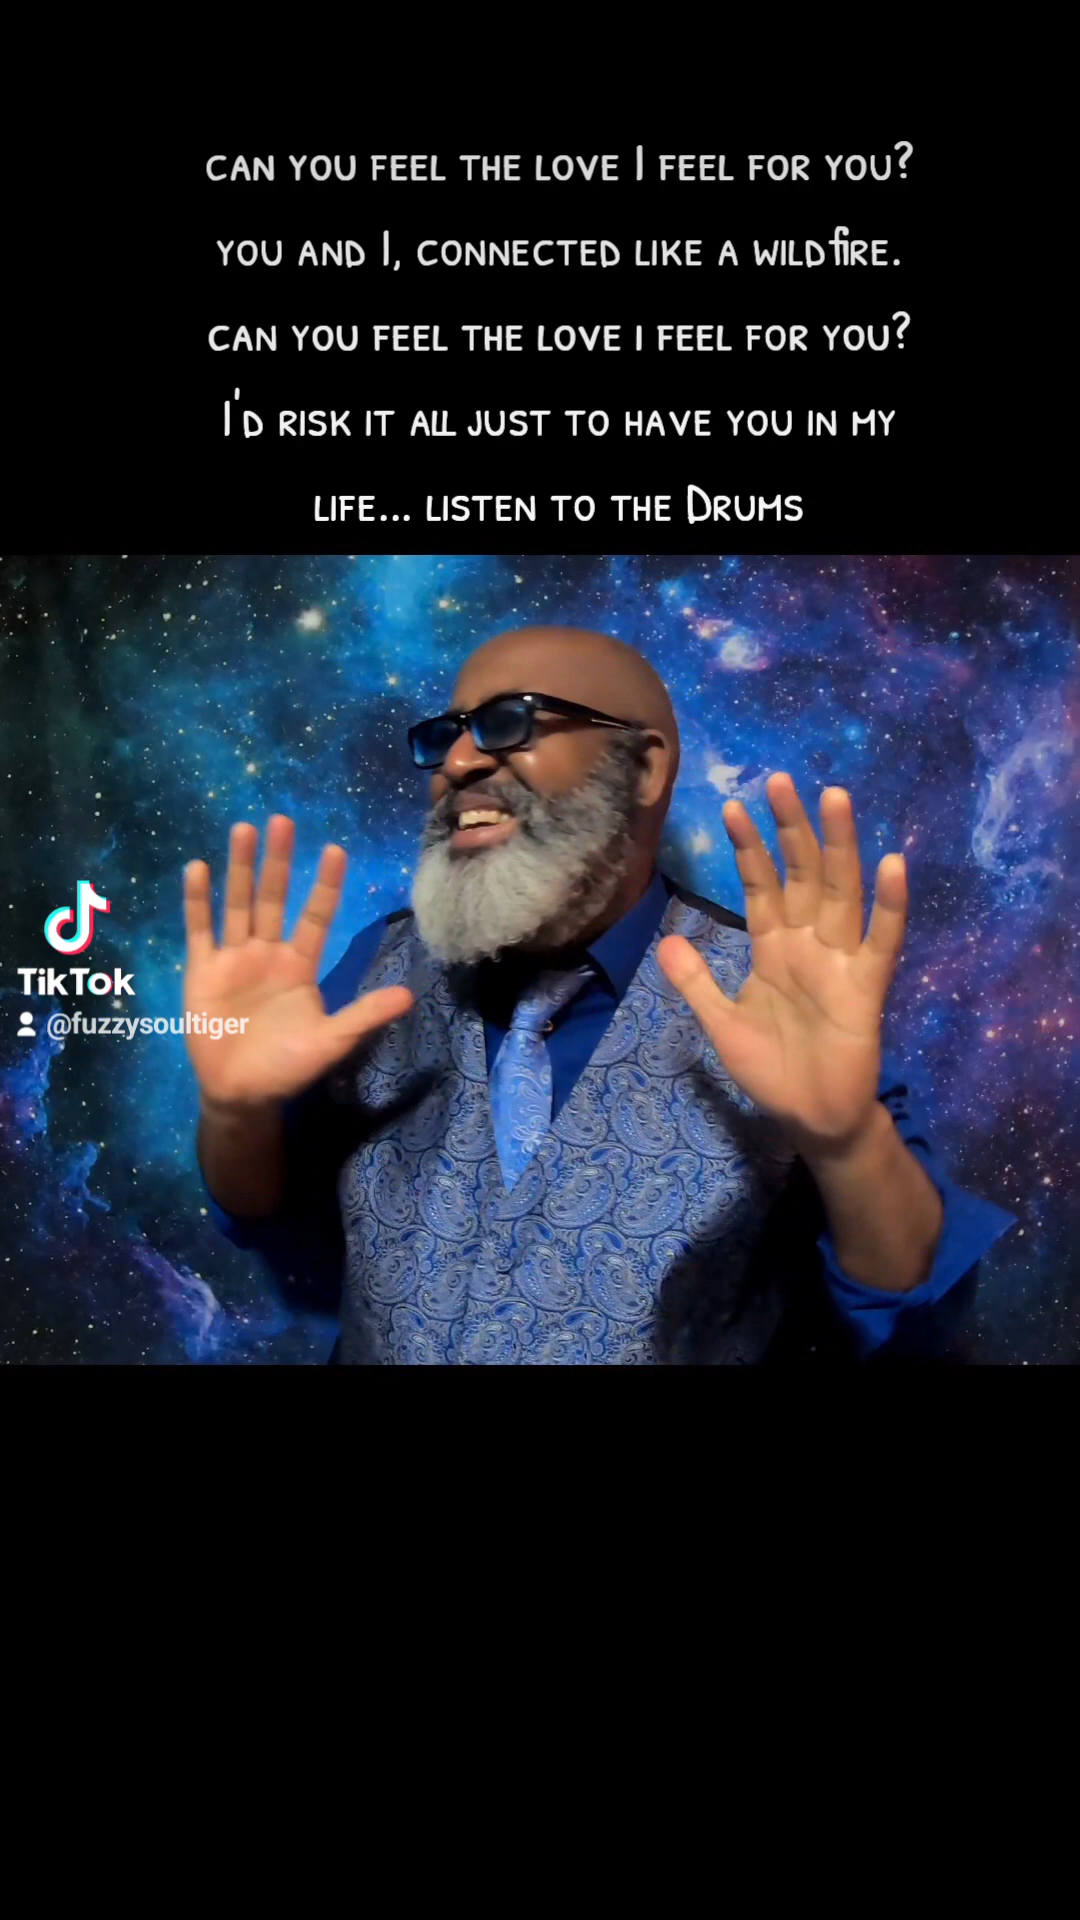 can you feel the love I feel for you?
you and I, connected like a wildfire.
can you feel the love i feel for you?
I'd risk it all just to have you in my
life... listen to the Drums
TikTok
@fuzzysoultiger